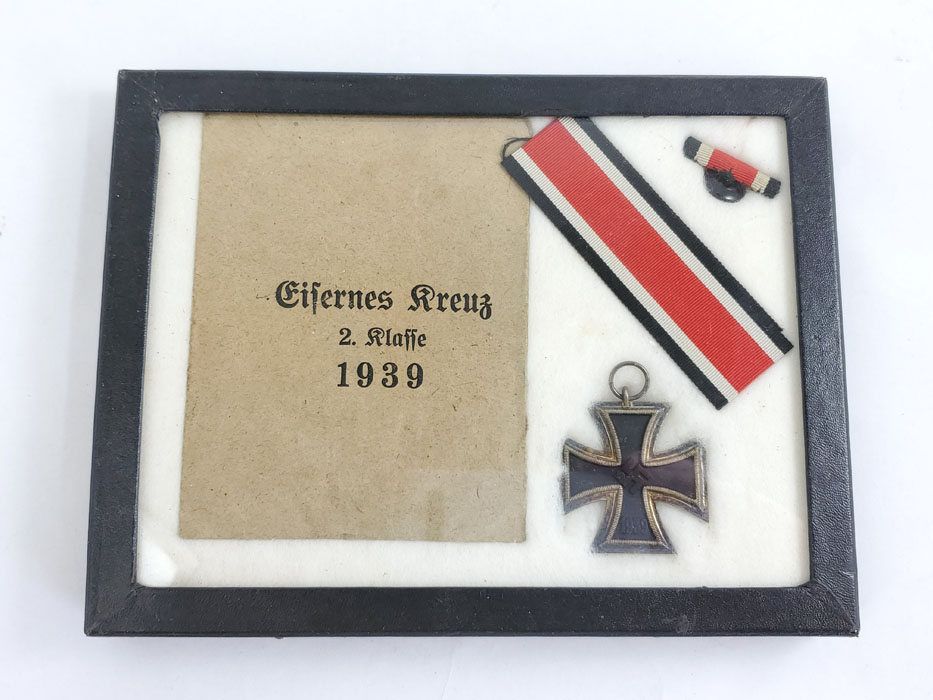 Eiſernes Kreuz
2. Klaſſe
1939